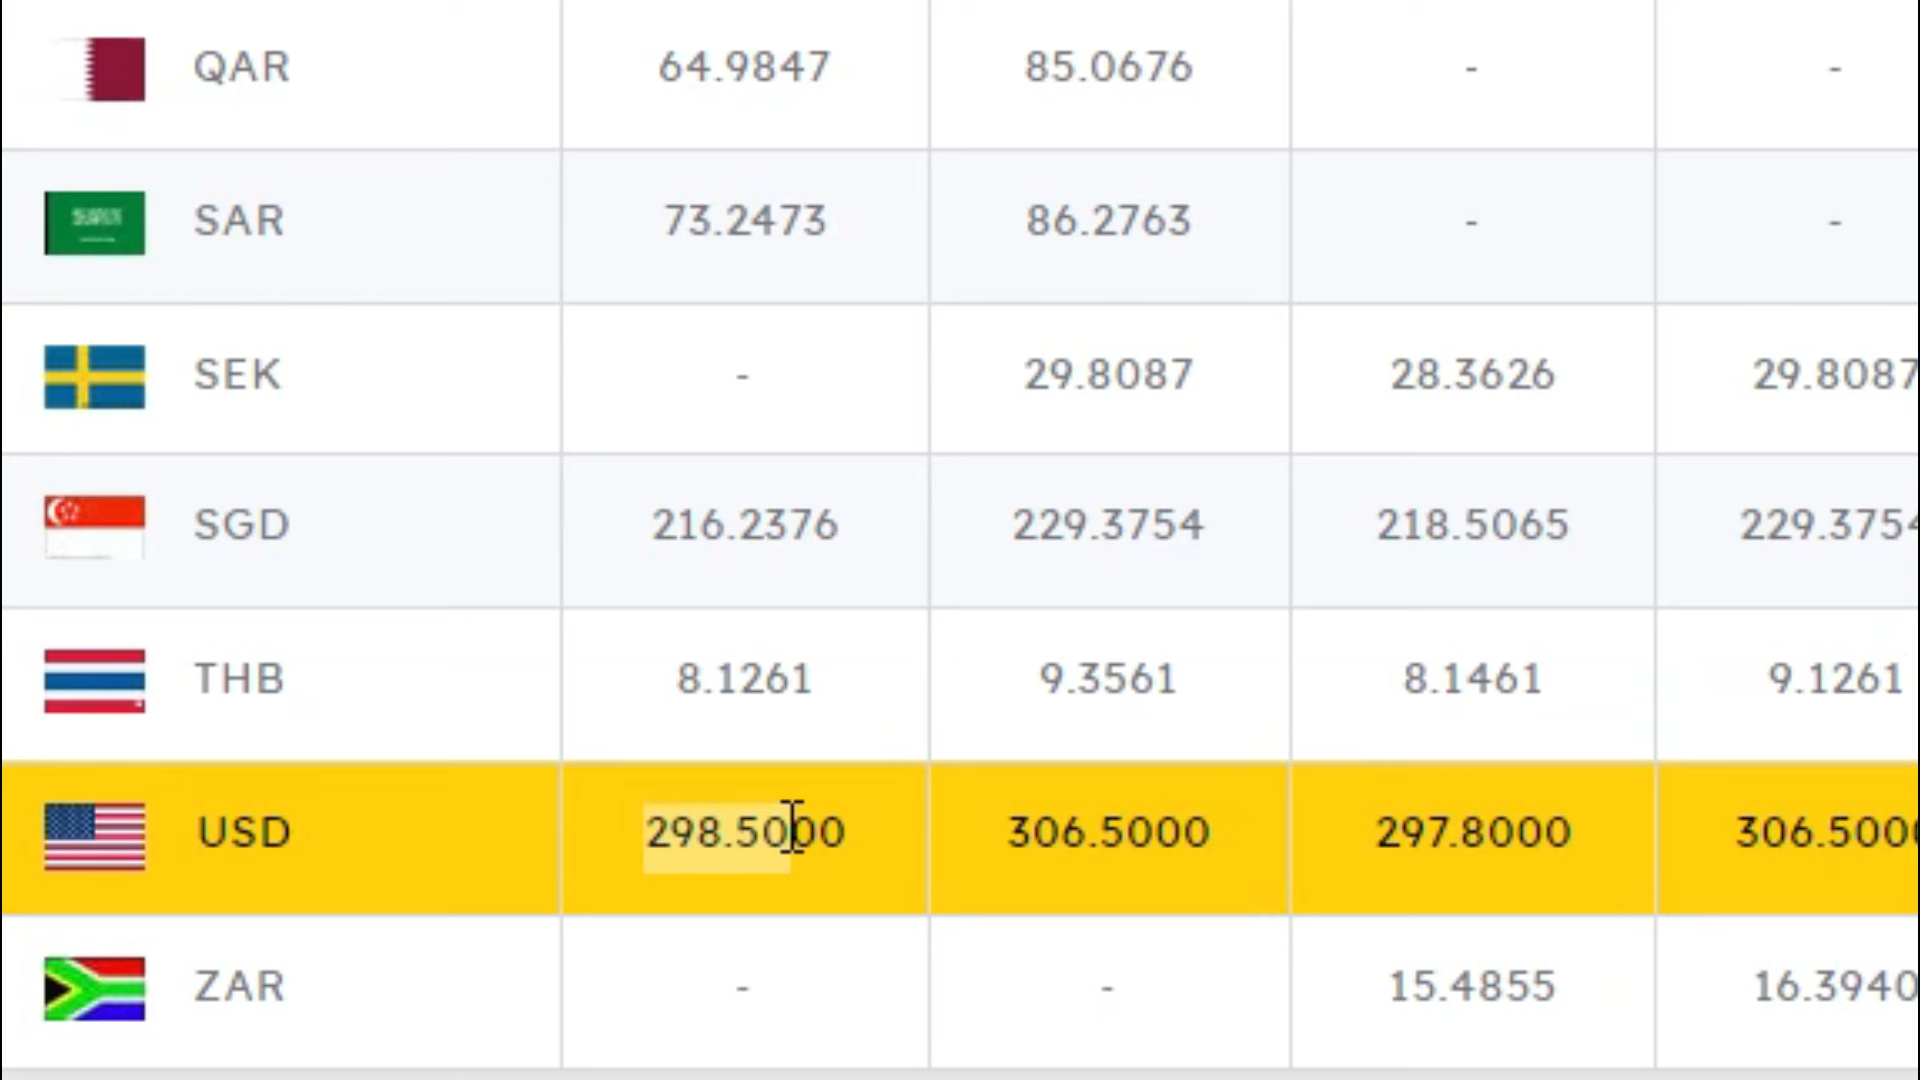 QAR 64.9847 85.0676 - -
SAR 73.2473 86.2763 - -
SEK - 29.8087 28.3626 29.8087
SGD 216.2376 229.3754 218.5065 229.3754
THB 8.1261 9.3561 8.1461 9.1261
USD 298.5000 306.5000 297.8000 306.5000
ZAR - - 15.4855 16.3940